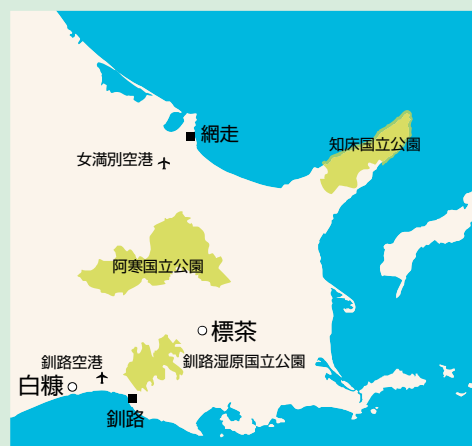 網走
知床国立公園
女満別空港
阿寒国立公園
標茶
釧路空港
釧路湿原国立公園
白糠
釧路